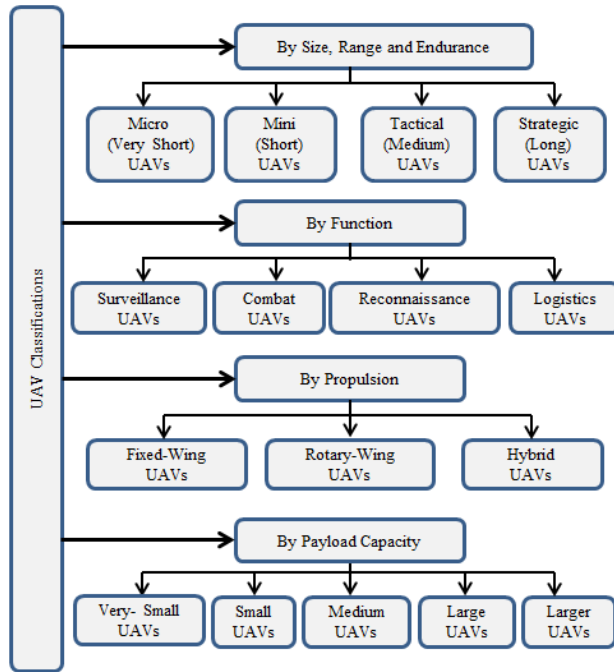 UAV Classifications
By Size, Range and Endurance
Micro
(Very Short)
UAVs
Mini
(Short)
UAVs
Tactical
(Medium)
UAVs
Strategic
(Long)
UAVs
By Function
Surveillance
UAVs
Combat
UAVs
Reconnaissance
UAVs
Logistics
UAVs
By Propulsion
Fixed-Wing
UAVs
Rotary-Wing
UAVs
Hybrid
UAVs
By Payload Capacity
Very- Small
UAVs
Small
UAVs
Medium
UAVs
Large
UAVs
Larger
UAVs